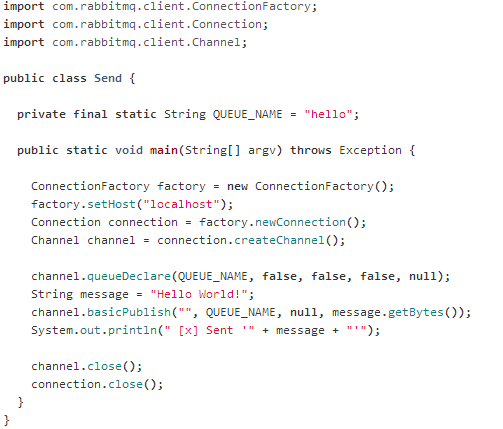 import com.rabbitmq.client.ConnectionFactory;
import com.rabbitmq.client.Connection;
import com.rabbitmq.client.Channel;

public class Send {

  private final static String QUEUE_NAME = "hello";

  public static void main(String[] argv) throws Exception {

    ConnectionFactory factory = new ConnectionFactory();
    factory.setHost("localhost");
    Connection connection = factory.newConnection();
    Channel channel = connection.createChannel();

    channel.queueDeclare(QUEUE_NAME, false, false, false, null);
    String message = "Hello World!";
    channel.basicPublish("", QUEUE_NAME, null, message.getBytes());
    System.out.println(" [x] Sent '" + message + "'");

    channel.close();
    connection.close();
  }
}